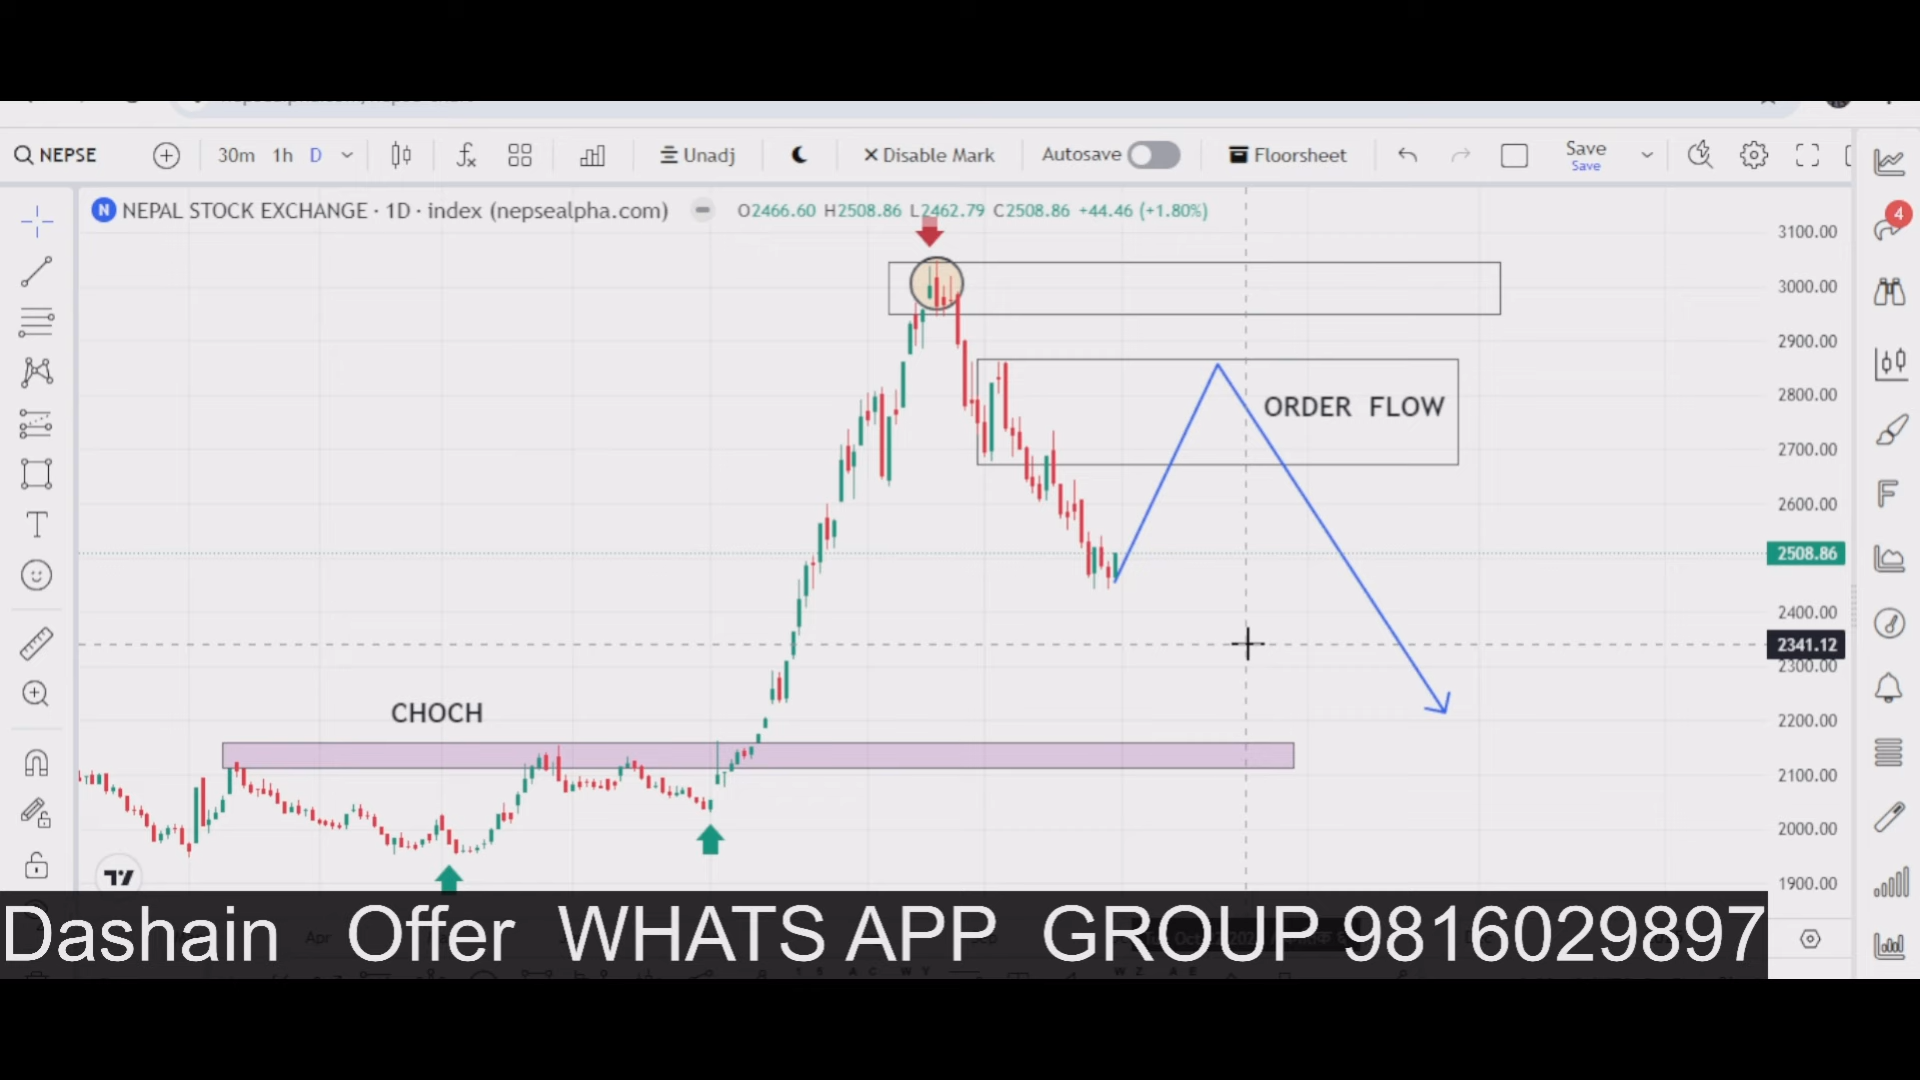 NEPSE 30m 1h D Unadj Disable Mark Autosave Floorsheet Save
Save
4
N NEPAL STOCK EXCHANGE · 1D · index (nepsealpha.com) O2466.60 H2508.86 L2462.79 C2508.86 +44.46 (+1.80%)
3100.00
3000.00
2900.00
ORDER FLOW
2800.00
2700.00
2600.00
2508.86
2400.00
2341.12
2300.00
CHOCH
2200.00
2100.00
2000.00
1900.00
Dashain Offer WHATS APP GROUP 9816029897